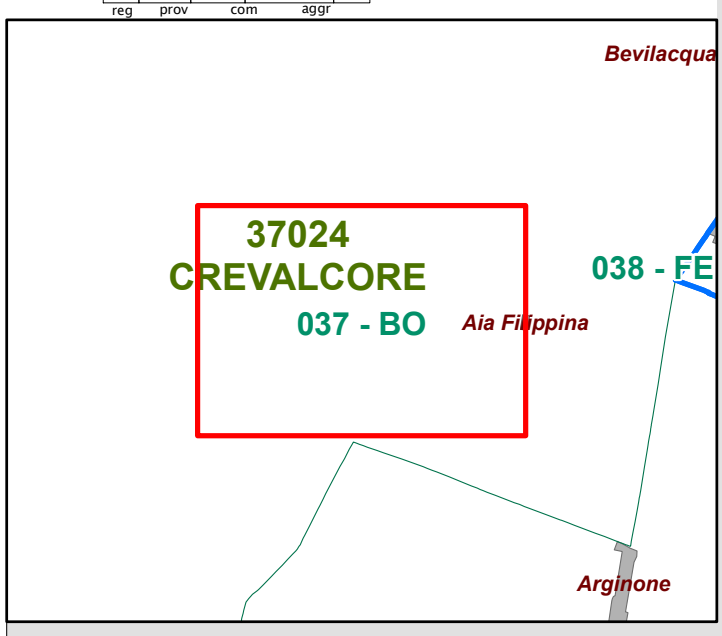 reg prov com aggr
Bevilacqua
37024
CREVALCORE
038 - FE
037 - BO
Aia Filippina
Arginone